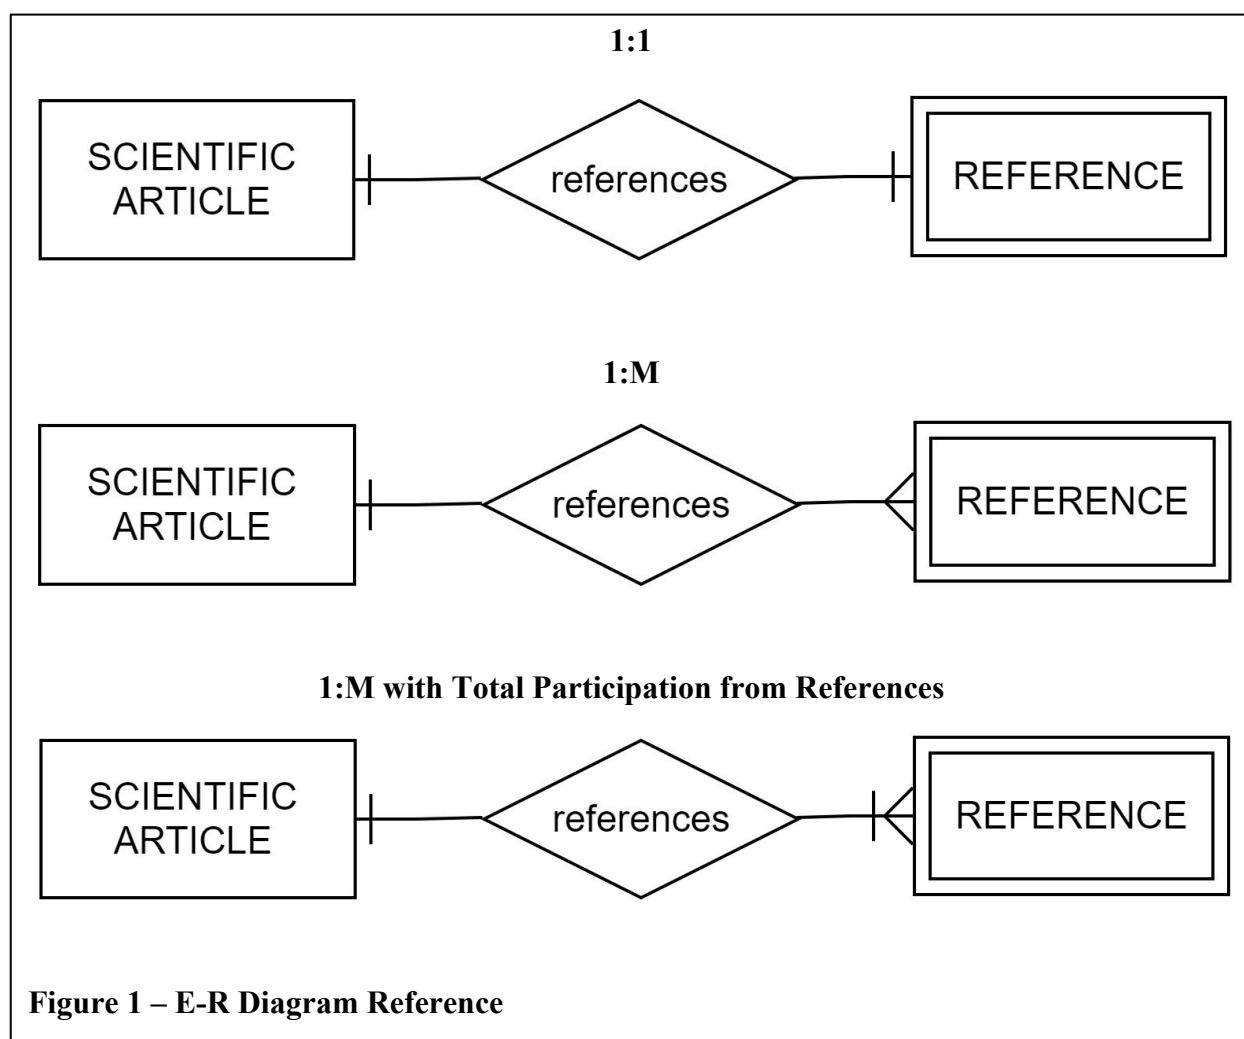 1:1
SCIENTIFIC
ARTICLE
references
REFERENCE
1:M
SCIENTIFIC
ARTICLE
references
REFERENCE
1:M with Total Participation from References
SCIENTIFIC
ARTICLE
references
REFERENCE
Figure 1 – E-R Diagram Reference